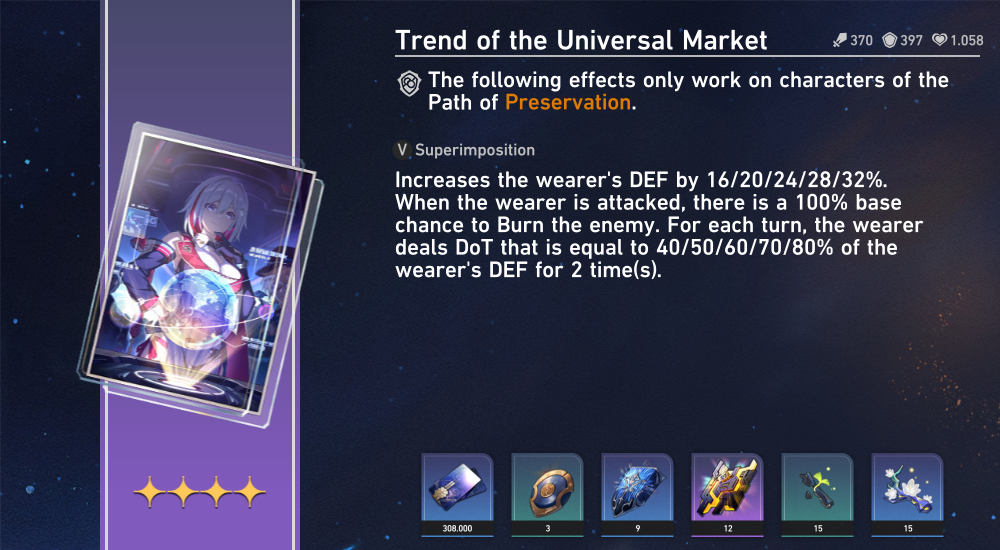 Trend of the Universal Market
370 397 1.058
The following effects only work on characters of the
Path of Preservation.
V Superimposition
Increases the wearer's DEF by 16/20/24/28/32%.
When the wearer is attacked, there is a 100% base
chance to Burn the enemy. For each turn, the wearer
deals DoT that is equal to 40/50/60/70/80% of the
wearer's DEF for 2 time(s).
308.000 3 9 12 15 15